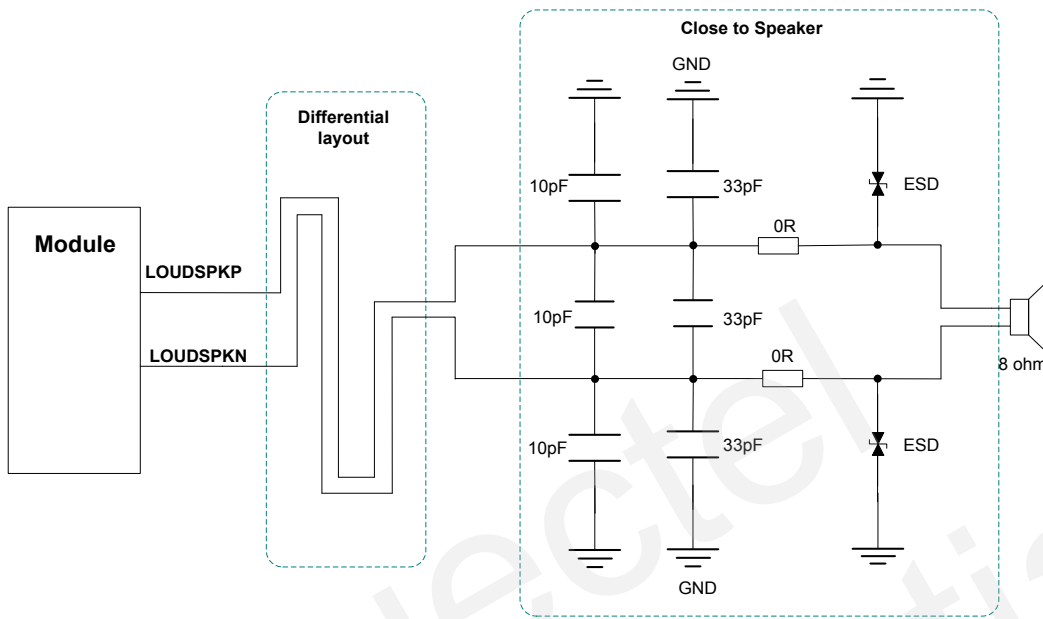 Close to Speaker
GND
Differential
layout
10pF
33pF
ESD
Module
0R
LOUDSPKP
10pF
33pF
LOUDSPKN
0R
8 ohm
10pF
33pF
ESD
GND